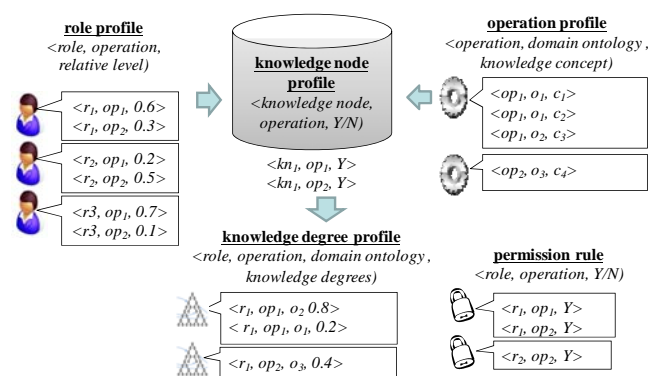 role profile
<role, operation,
relative level)
<r1, op1, 0.6>
<r1, op2, 0.3>
<r2, op1, 0.2>
<r2, op2, 0.5>
<r3, op1, 0.7>
<r3, op2, 0.1>
knowledge node
profile
<knowledge node,
operation, Y/N)
<kn1, op1, Y>
<kn1, op2, Y>
operation profile
<operation, domain ontology ,
knowledge concept)
<op1, o1, c1>
<op1, o1, c2>
<op1, o2, c3>
<op2, o3, c4>
knowledge degree profile
<role, operation, domain ontology ,
knowledge degrees)
<r1, op1, o2 0.8>
< r1, op1, o1, 0.2>
<r1, op2, o3, 0.4>
permission rule
<role, operation, Y/N)
<r1, op1, Y>
<r1, op2, Y>
<r2, op2, Y>